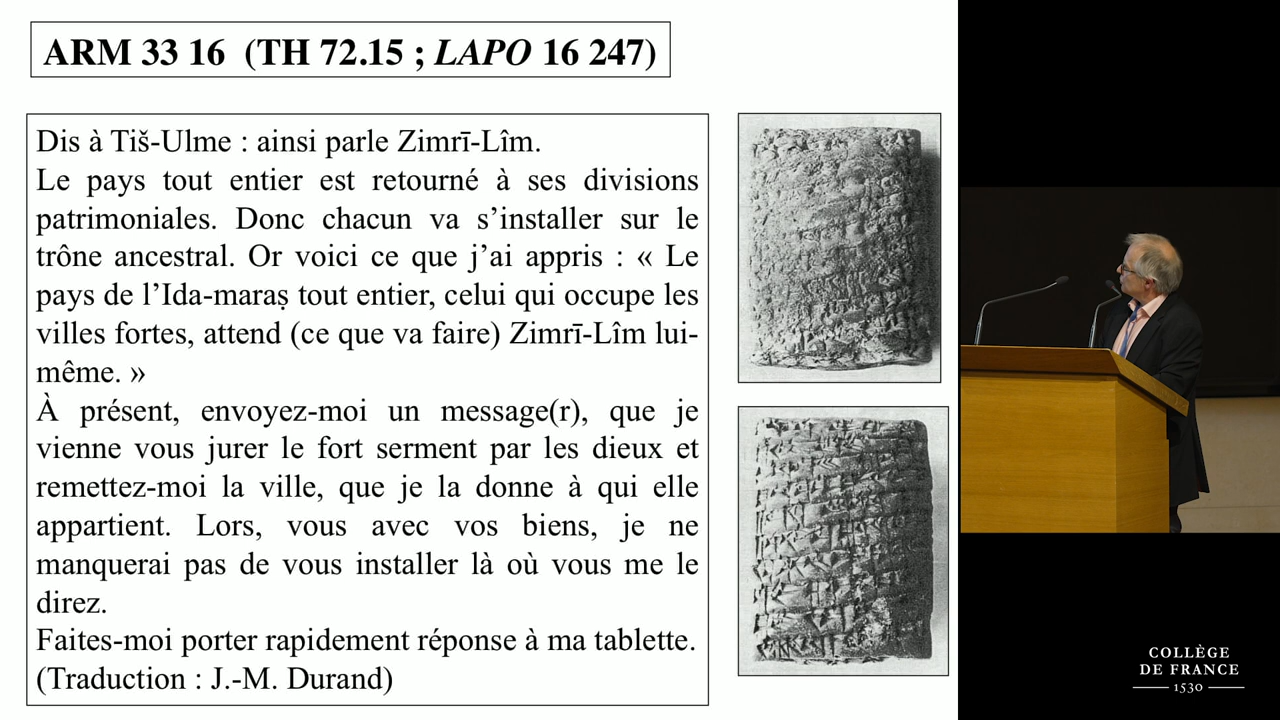 ARM 33 16 (TH 72.15 ; LAPO 16 247)
Dis à Tiš-Ulme : ainsi parle Zimrī-Lîm.
Le pays tout entier est retourné à ses divisions
patrimoniales. Donc chacun va s’installer sur le
trône ancestral. Or voici ce que j’ai appris : « Le
pays de l’Ida-maraṣ tout entier, celui qui occupe les
villes fortes, attend (ce que va faire) Zimrī-Lîm lui-
même. »
À présent, envoyez-moi un message(r), que je
vienne vous jurer le fort serment par les dieux et
remettez-moi la ville, que je la donne à qui elle
appartient. Lors, vous avec vos biens, je ne
manquerai pas de vous installer là où vous me le
direz.
Faites-moi porter rapidement réponse à ma tablette.
(Traduction : J.-M. Durand)
COLLÈGE
DE FRANCE
1530